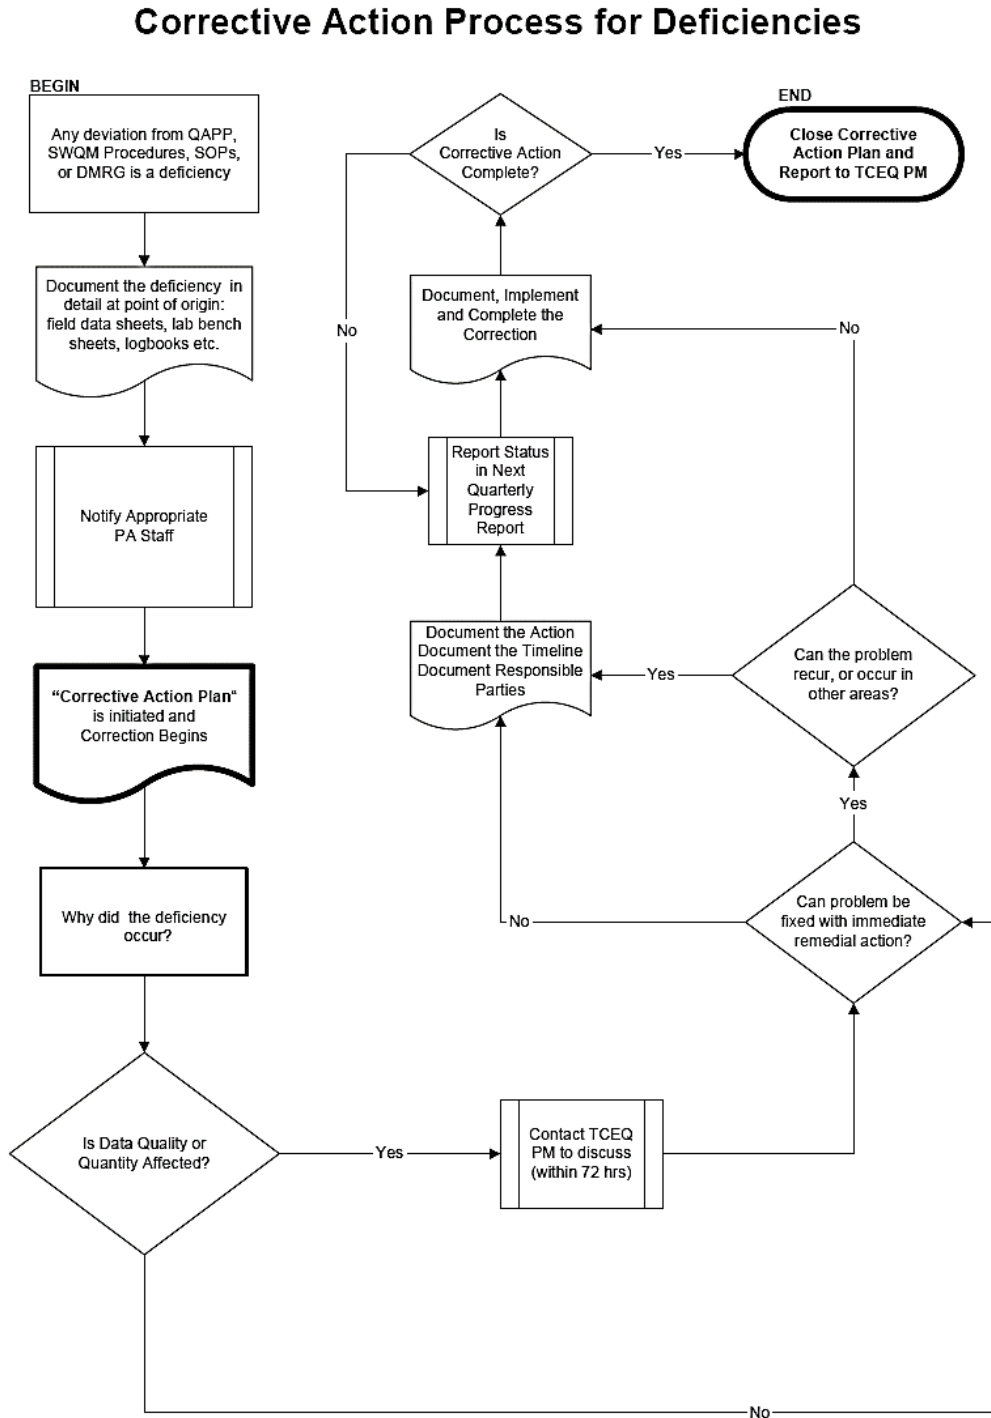 Corrective Action Process for Deficiencies
BEGIN
Any deviation from QAPP,
SWQM Procedures, SOPs,
or DMRG is a deficiency
Document the deficiency in
detail at point of origin:
field data sheets, lab bench
sheets, logbooks etc.
Notify Appropriate
PA Staff
“Corrective Action Plan“
is initiated and
Correction Begins
Why did the deficiency
occur?
Is Data Quality or
Quantity Affected?
Yes
No
Contact TCEQ
PM to discuss
(within 72 hrs)
Can problem be
fixed with immediate
remedial action?
No
Yes
Can the problem
recur, or occur in
other areas?
Yes
No
Document the Action
Document the Timeline
Document Responsible
Parties
Report Status
in Next
Quarterly
Progress
Report
Document, Implement
and Complete the
Correction
Is
Corrective Action
Complete?
No
Yes
END
Close Corrective
Action Plan and
Report to TCEQ PM